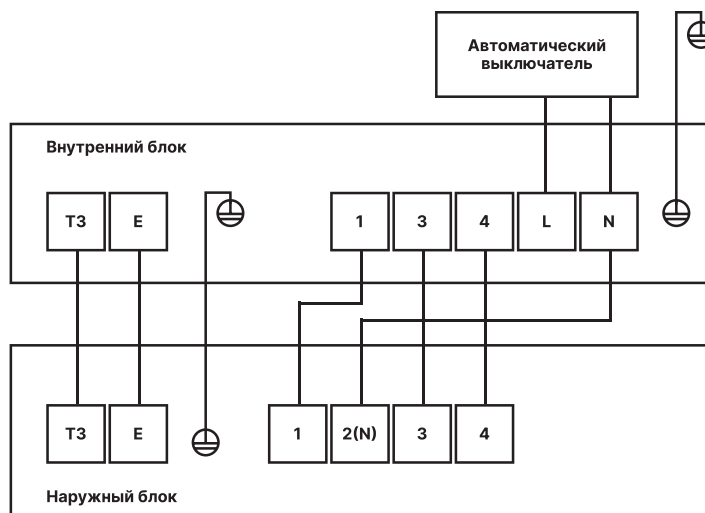 Автоматический
выключатель
Внутренний блок
T3 E 1 3 4 L N
T3 E 1 2(N) 3 4
Наружный блок